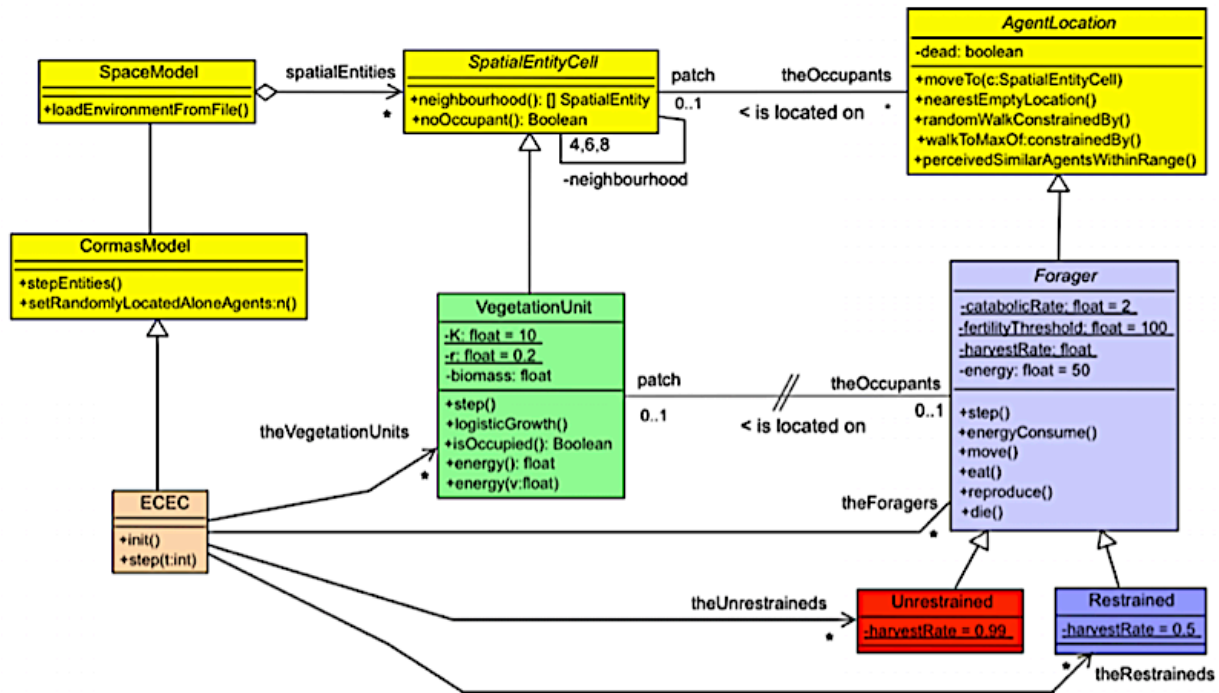 AgentLocation
-dead: boolean
+moveTo(c:SpatialEntityCell)
+nearestEmptyLocation()
+randomWalkConstrainedBy()
+walkToMaxOf:constrainedBy()
+perceivedSimilarAgentsWithinRange()
SpaceModel
+loadEnvironmentFromFile()
spatialEntities
*
SpatialEntityCell
+neighbourhood(): [] SpatialEntity
+noOccupant(): Boolean
4,6,8
-neighbourhood
patch
0..1
theOccupants
*
< is located on
CormasModel
+stepEntities()
+setRandomlyLocatedAloneAgents:n()
VegetationUnit
-K: float = 10
-r: float = 0.2
-biomass: float
+step()
+logisticGrowth()
+isOccupied(): Boolean
+energy(): float
+energy(v:float)
patch
0..1
theOccupants
0..1
< is located on
Forager
-catabolicRate: float = 2
-fertilityThreshold: float = 100
-harvestRate: float
-energy: float = 50
+step()
+energyConsume()
+move()
+eat()
+reproduce()
+die()
theVegetationUnits
*
ECEC
+init()
+step(t:int)
theForagers
*
theUnrestraineds
*
Unrestrained
-harvestRate = 0.99
Restrained
-harvestRate = 0.5
*
theRestraineds